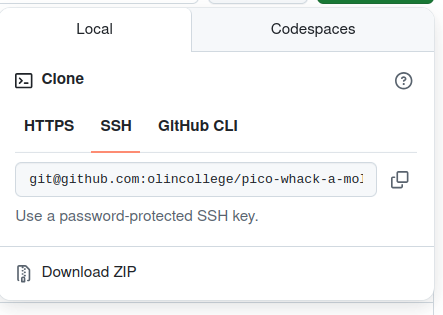 Local Codespaces
Clone
HTTPS SSH GitHub CLI
git@github.com:olincollege/pico-whack-a-mol
Use a password-protected SSH key.
Download ZIP